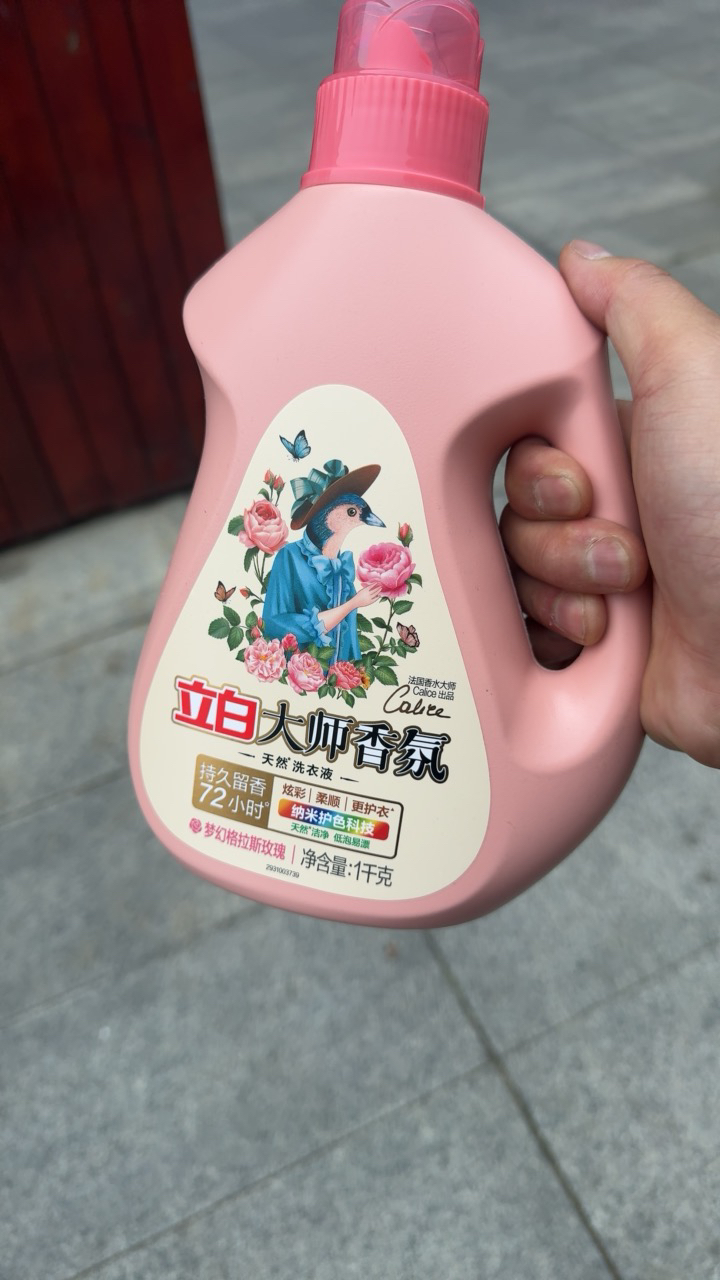 法国香水大师
Calice 出品
Calice
立白大师香氛
天然*洗衣液
持久留香
72小时°
炫彩|柔顺|更护衣*
纳米护色科技
天然*洁净 低泡易漂
梦幻格拉斯玫瑰|净含量:1千克
2931003739